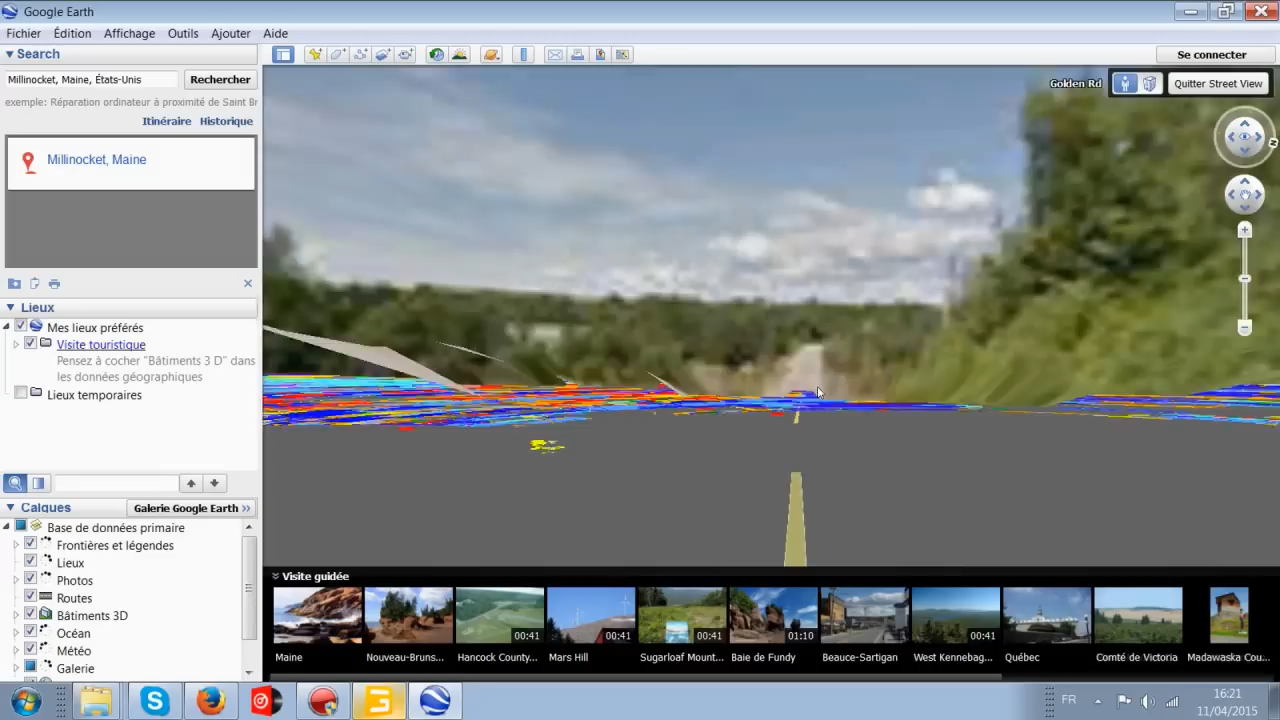 Google Earth
Fichier Édition Affichage Outils Ajouter Aide
Search
Millinocket, Maine, États-Unis Rechercher
exemple: Réparation ordinateur à proximité de Saint Br
Itinéraire Historique
Millinocket, Maine
Lieux
Mes lieux préférés
Visite touristique
Pensez à cocher "Bâtiments 3 D" dans
les données géographiques
Lieux temporaires
Calques Galerie Google Earth >>
Base de données primaire
Frontières et légendes
Lieux
Photos
Routes
Bâtiments 3D
Océan
Météo
Galerie
Se connecter
Golden Rd Quitter Street View
N
Visite guidée
00:41 00:41 00:41 01:10 00:41
Maine Nouveau-Bruns... Hancock County... Mars Hill Sugarloaf Mount... Baie de Fundy Beauce-Sartigan West Kennebag... Québec Comté de Victoria Madawaska Cou...
FR 16:21
11/04/2015